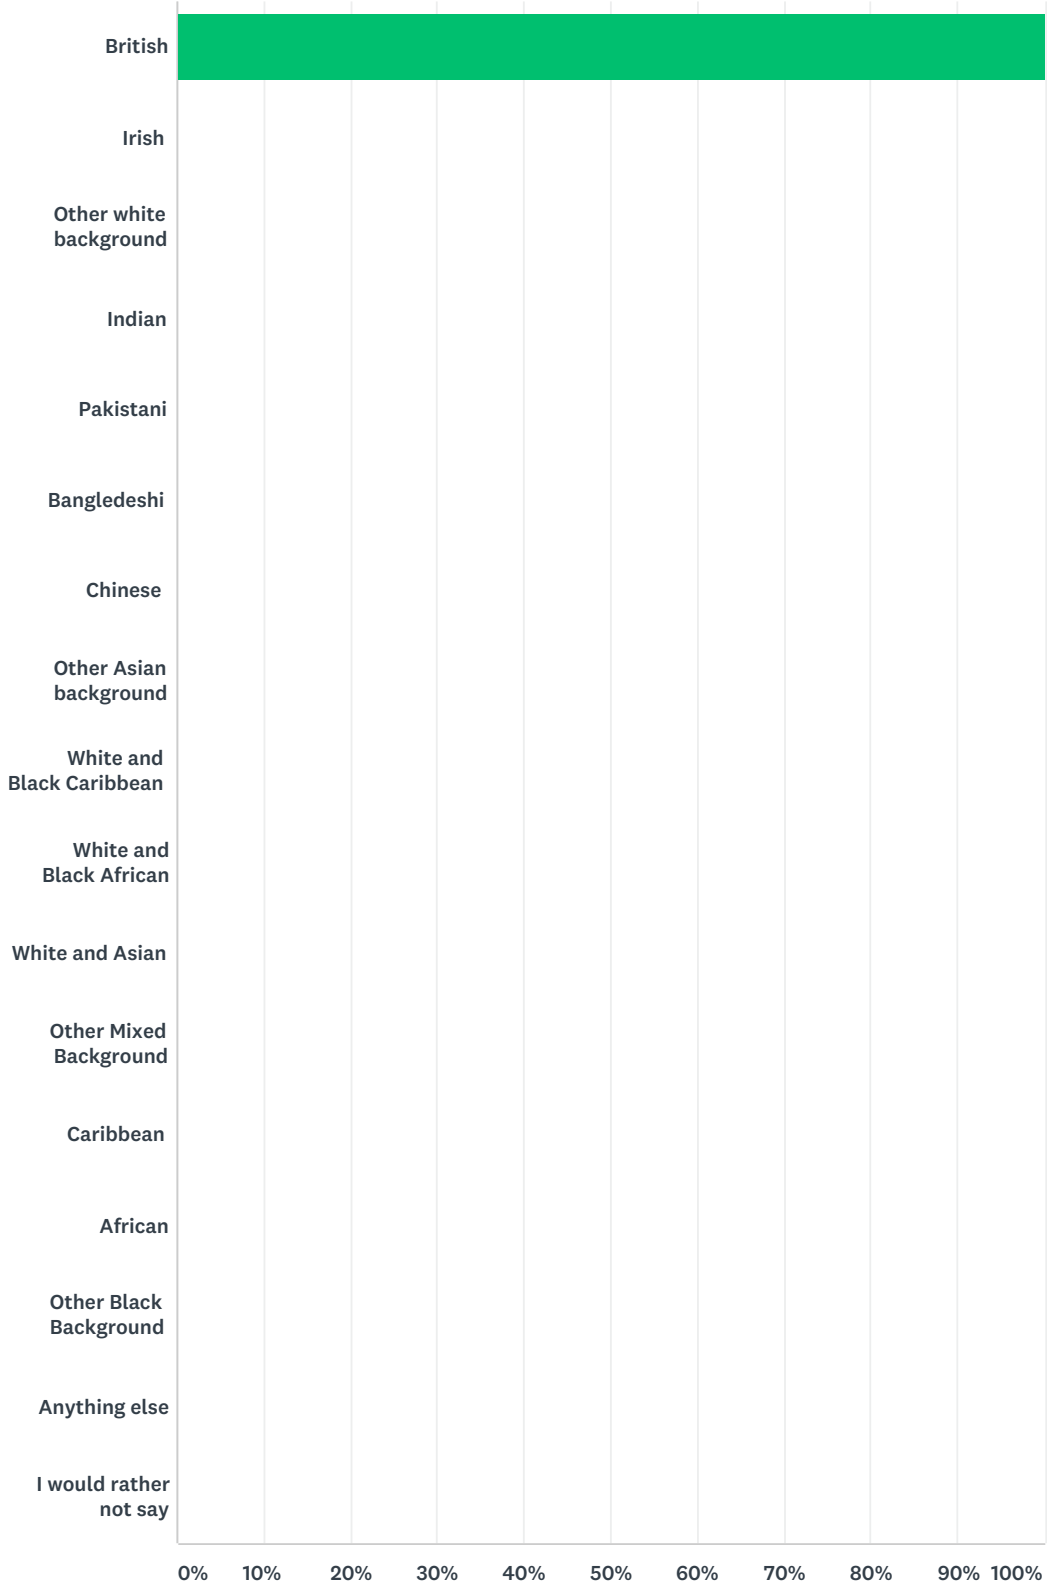 British
Irish
Other white
background
Indian
Pakistani
Bangledeshi
Chinese
Other Asian
background
White and
Black Caribbean
White and
Black African
White and Asian
Other Mixed
Background
Caribbean
African
Other Black
Background
Anything else
I would rather
not say
0% 10% 20% 30% 40% 50% 60% 70% 80% 90% 100%